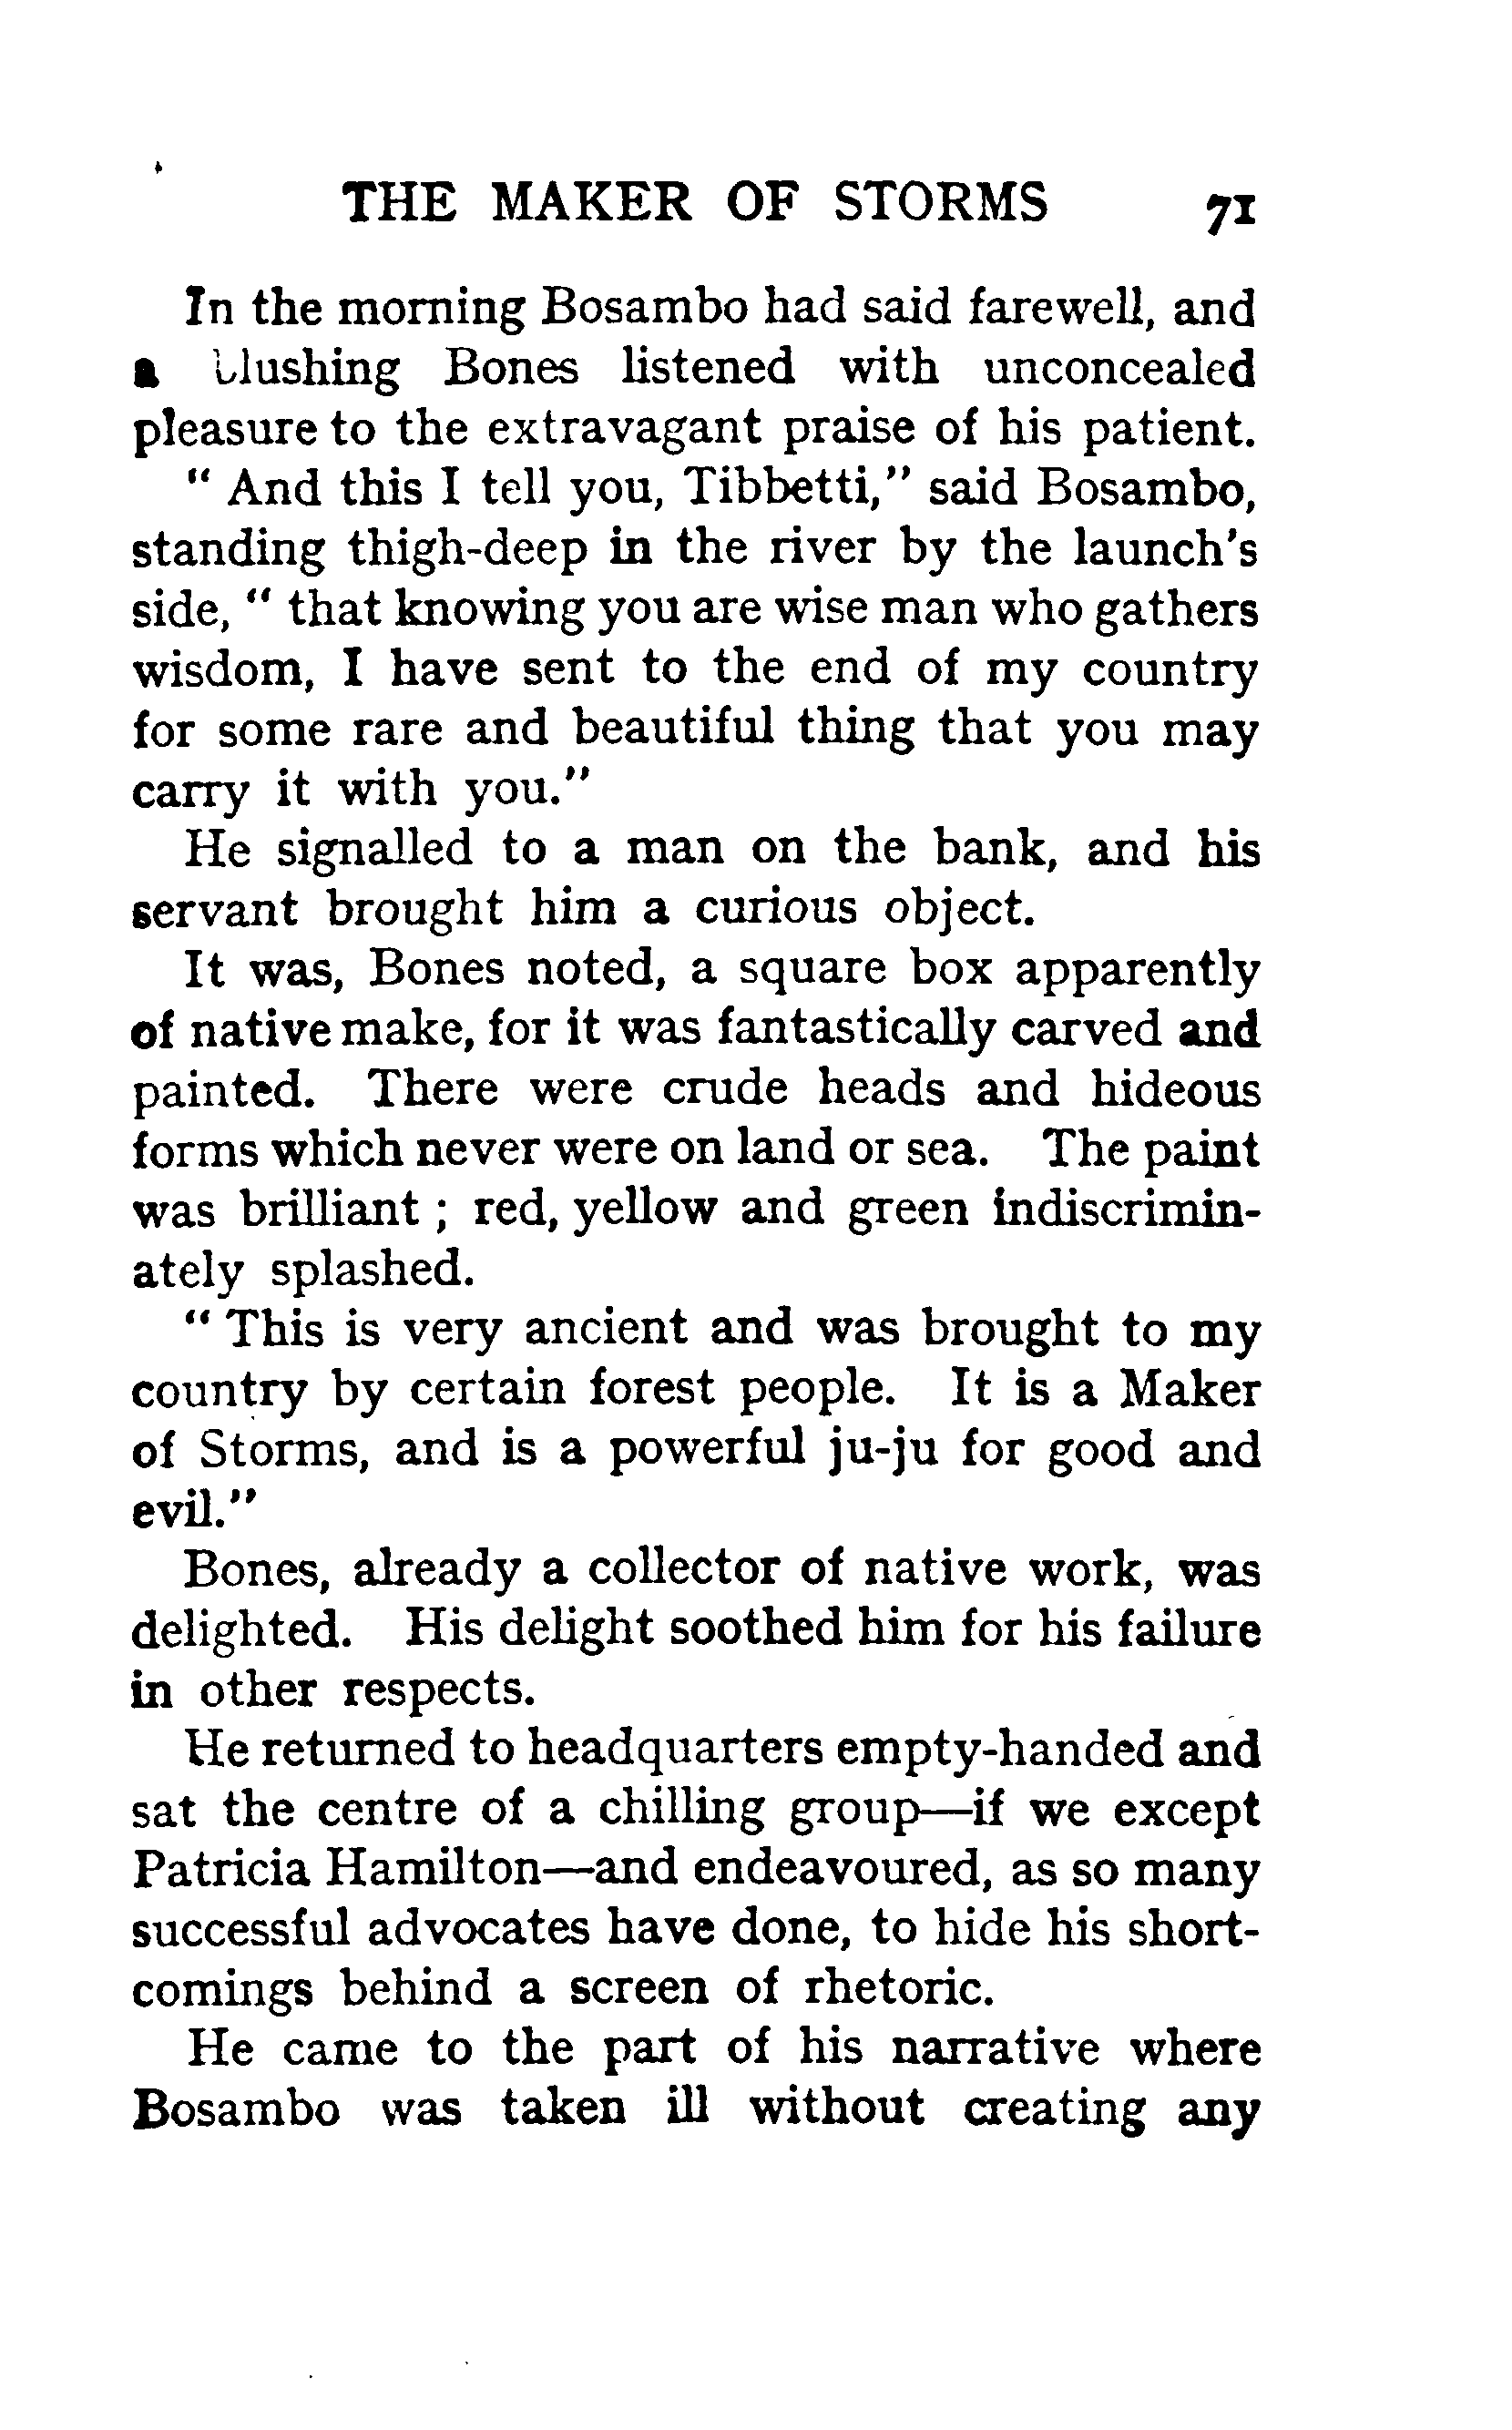 THE MAKER OF STORMS 71
In the morning Bosambo had said farewell, and
a blushing Bones listened with unconcealed
pleasure to the extravagant praise of his patient.
" And this I tell you, Tibbetti," said Bosambo,
standing thigh-deep in the river by the launch's
side, " that knowing you are wise man who gathers
wisdom, I have sent to the end of my country
for some rare and beautiful thing that you may
carry it with you."
He signalled to a man on the bank, and his
servant brought him a curious object.
It was, Bones noted, a square box apparently
of native make, for it was fantastically carved and
painted. There were crude heads and hideous
forms which never were on land or sea. The paint
was brilliant ; red, yellow and green indiscrimin-
ately splashed.
" This is very ancient and was brought to my
country by certain forest people. It is a Maker
of Storms, and is a powerful ju-ju for good and
evil."
Bones, already a collector of native work, was
delighted. His delight soothed him for his failure
in other respects.
He returned to headquarters empty-handed and
sat the centre of a chilling group—if we except
Patricia Hamilton—and endeavoured, as so many
successful advocates have done, to hide his short-
comings behind a screen of rhetoric.
He came to the part of his narrative where
Bosambo was taken ill without creating any